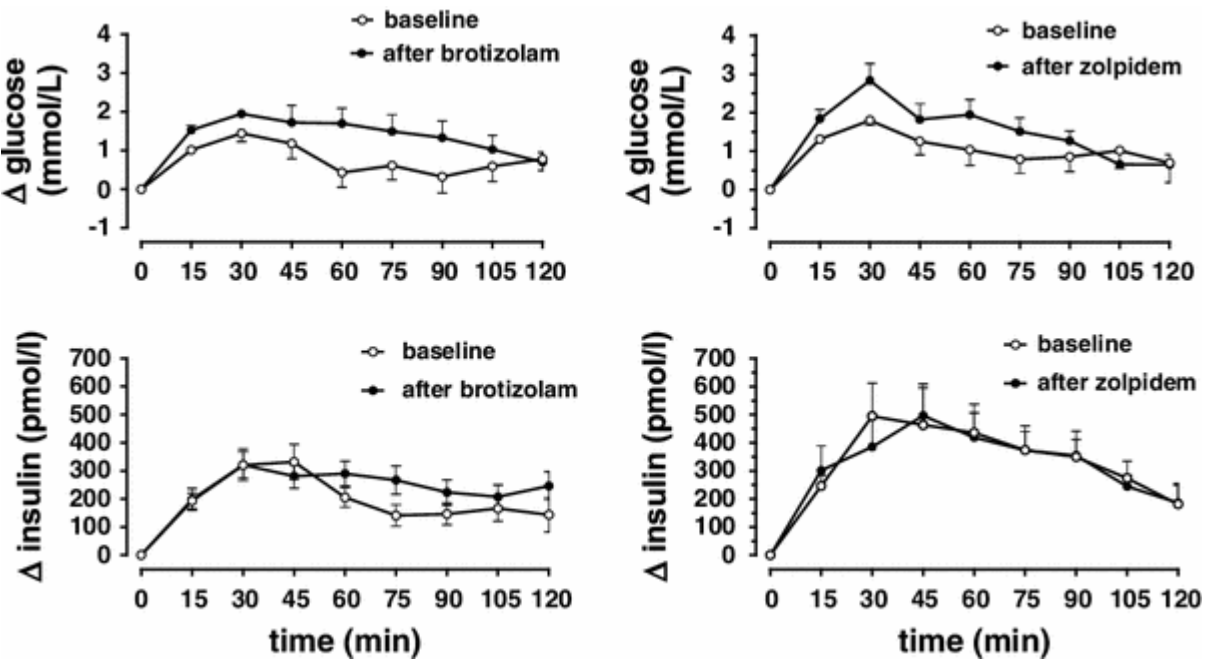 baseline
after brotizolam
Δ glucose
(mmol/L)
4
3
2
1
0
-1
0 15 30 45 60 75 90 105 120
baseline
after zolpidem
Δ glucose
(mmol/L)
4
3
2
1
0
-1
0 15 30 45 60 75 90 105 120
baseline
after brotizolam
Δ insulin (pmol/l)
700
600
500
400
300
200
100
0
0 15 30 45 60 75 90 105 120
time (min)
baseline
after zolpidem
Δ insulin (pmol/l)
700
600
500
400
300
200
100
0
0 15 30 45 60 75 90 105 120
time (min)